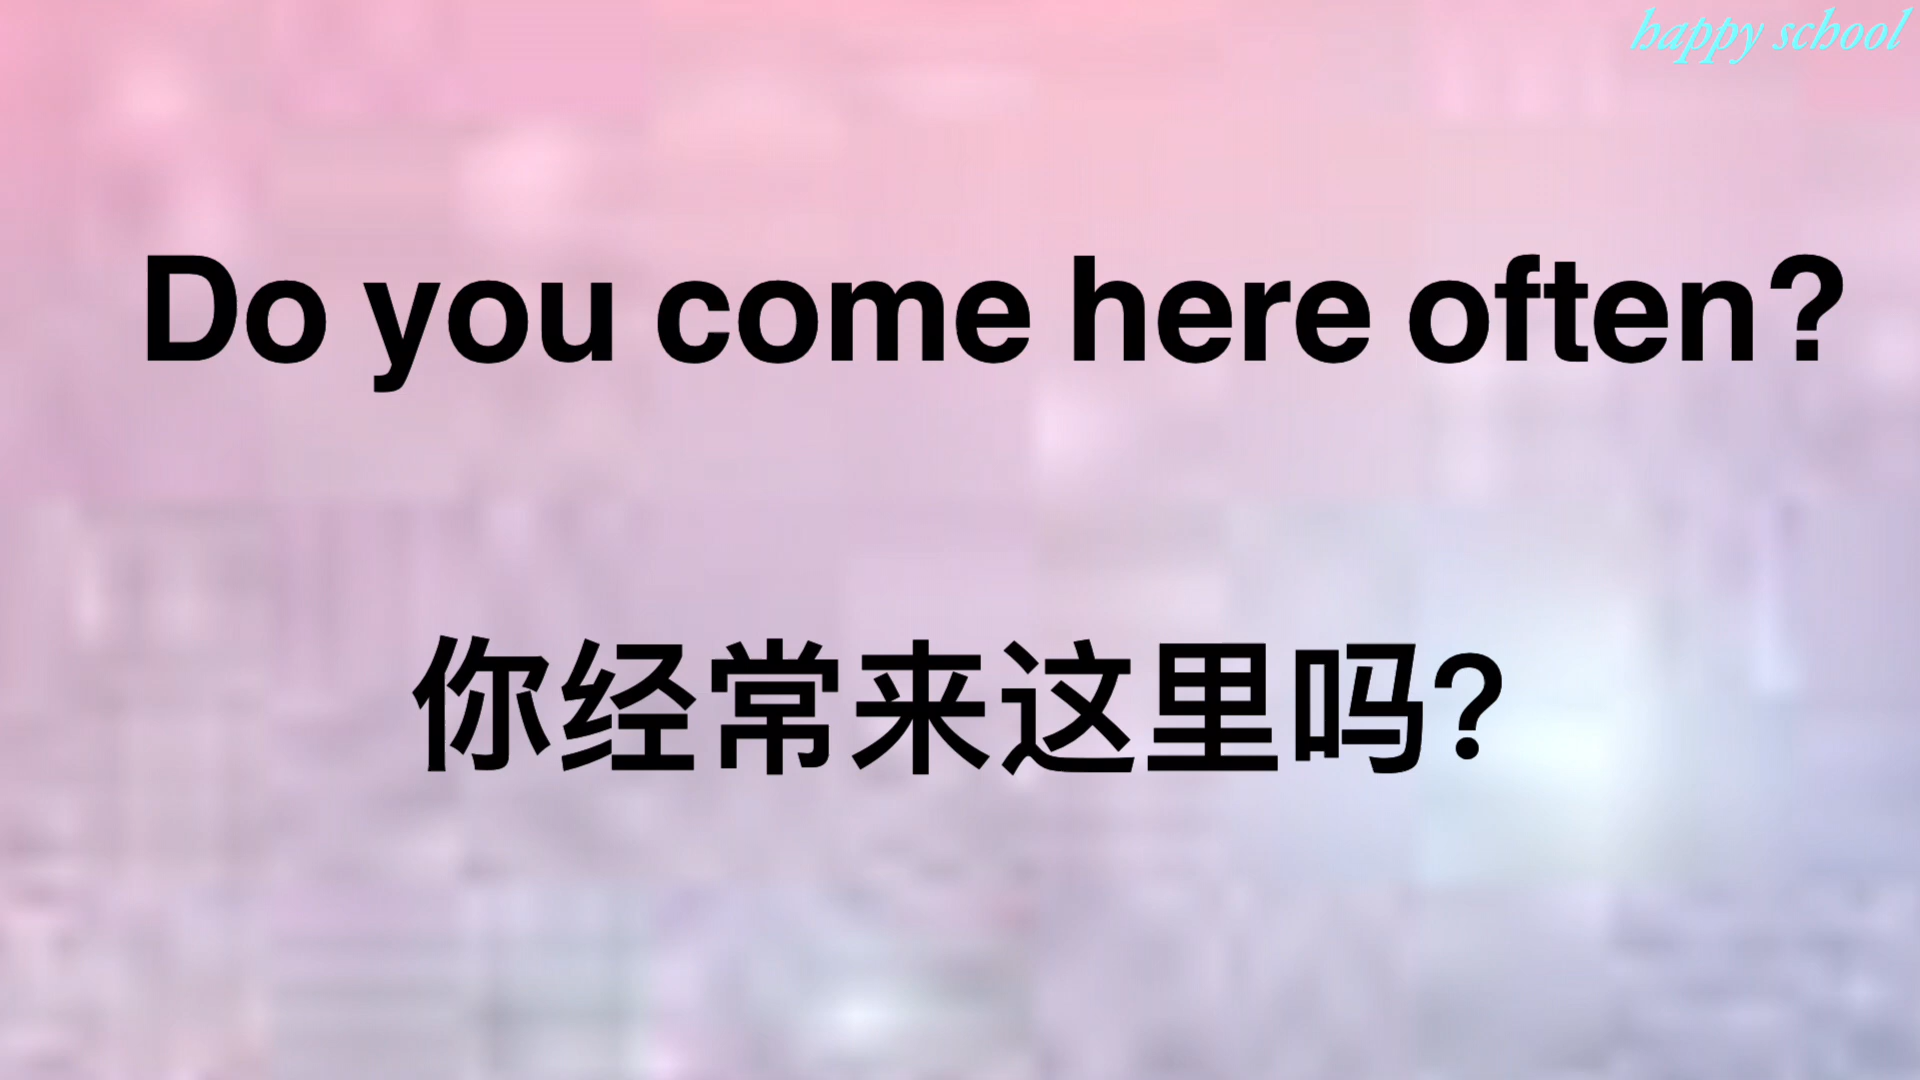 happy school
Do you come here often?
你经常来这里吗?